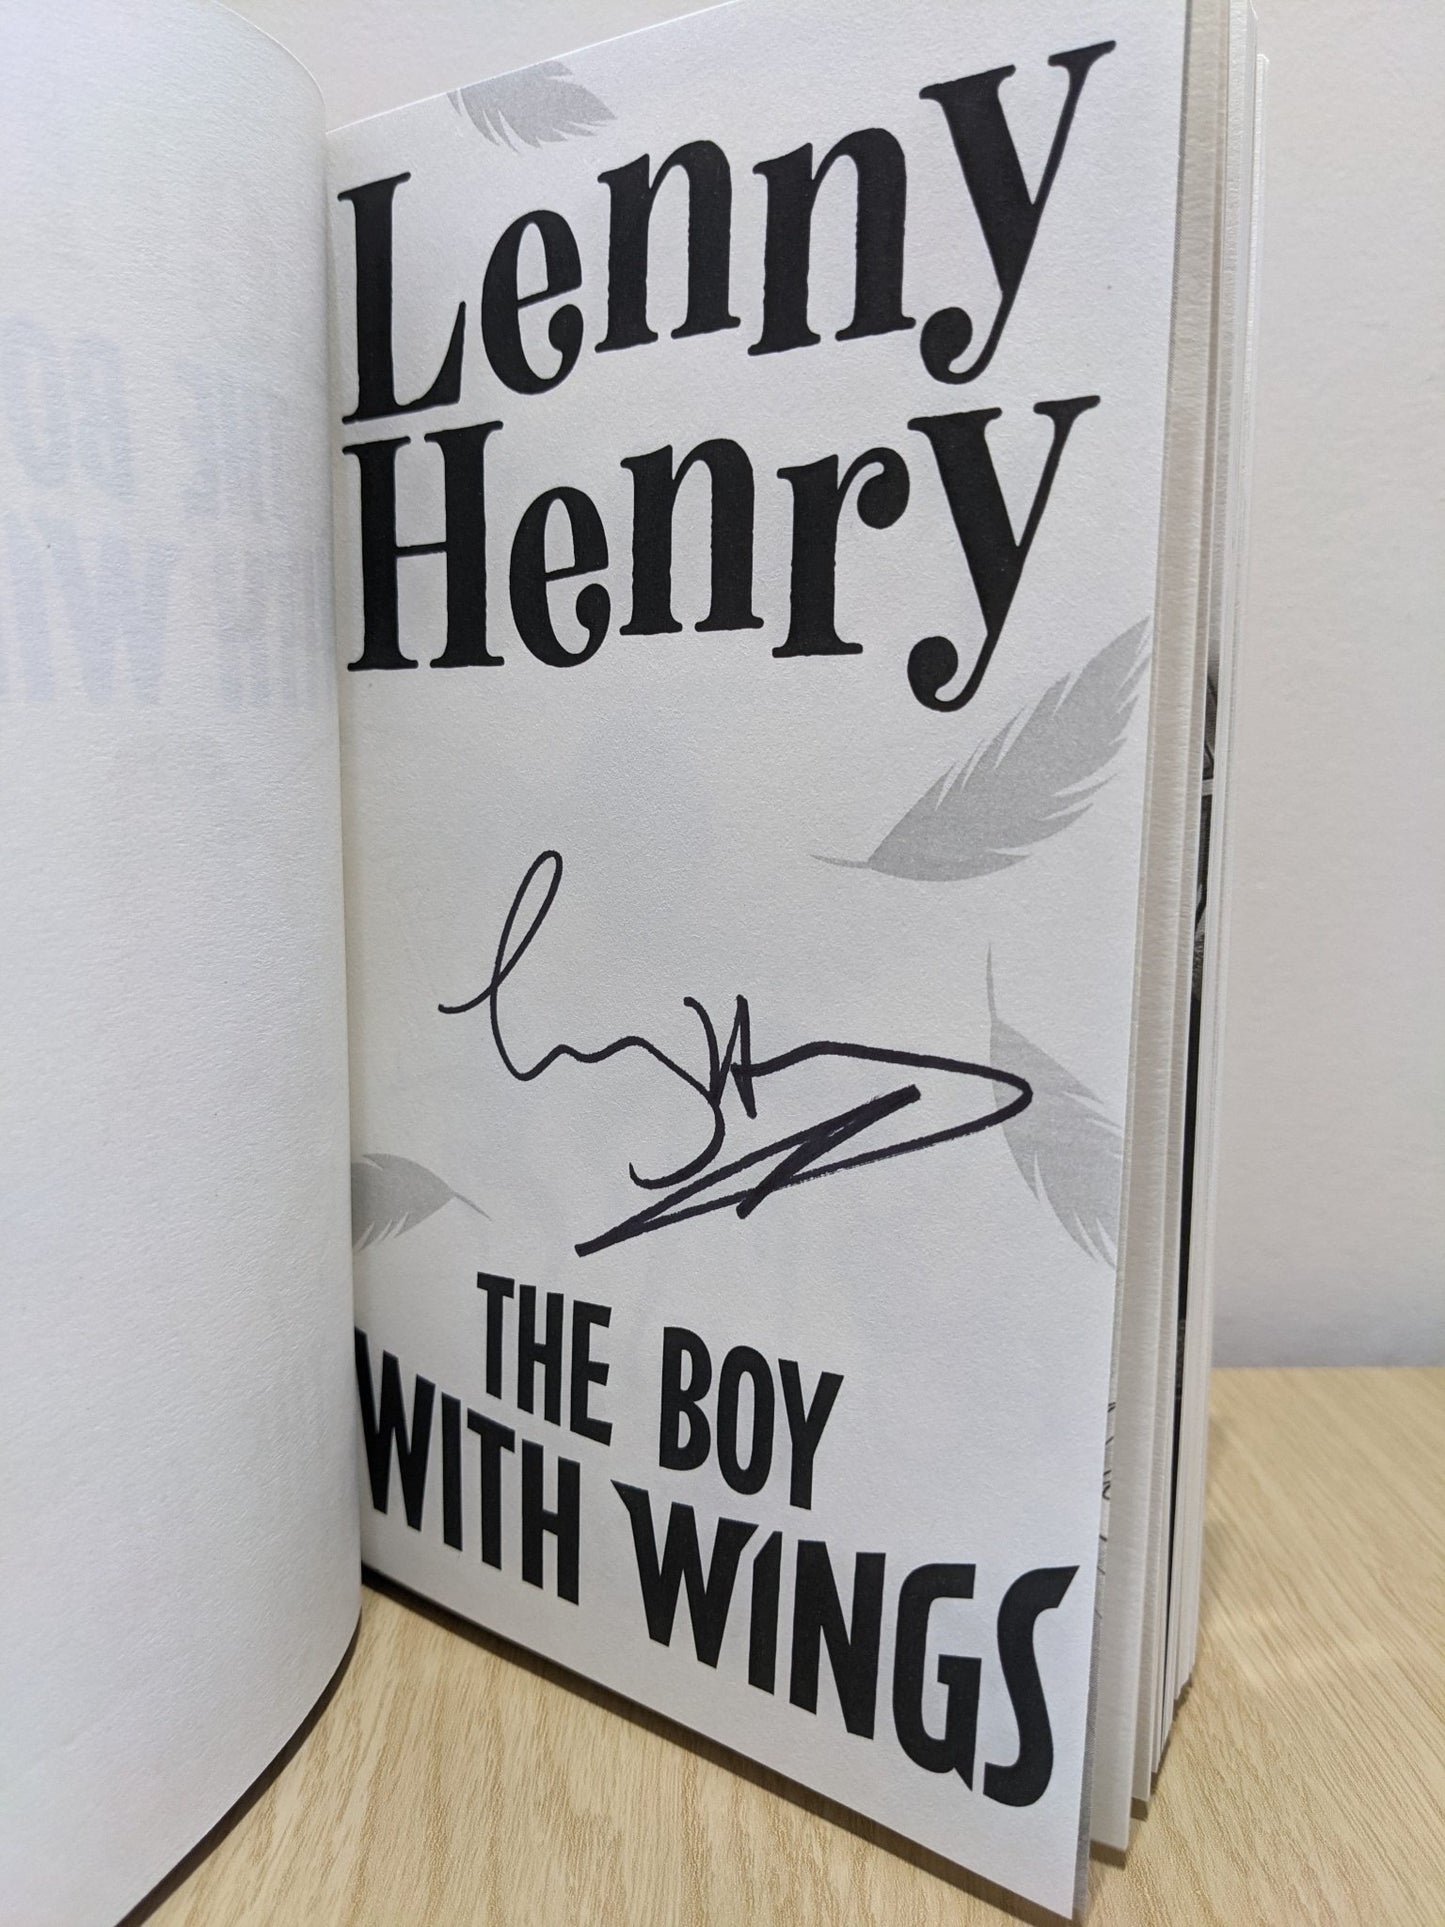 Lenny
Henry
THE BOY
WITH WINGS